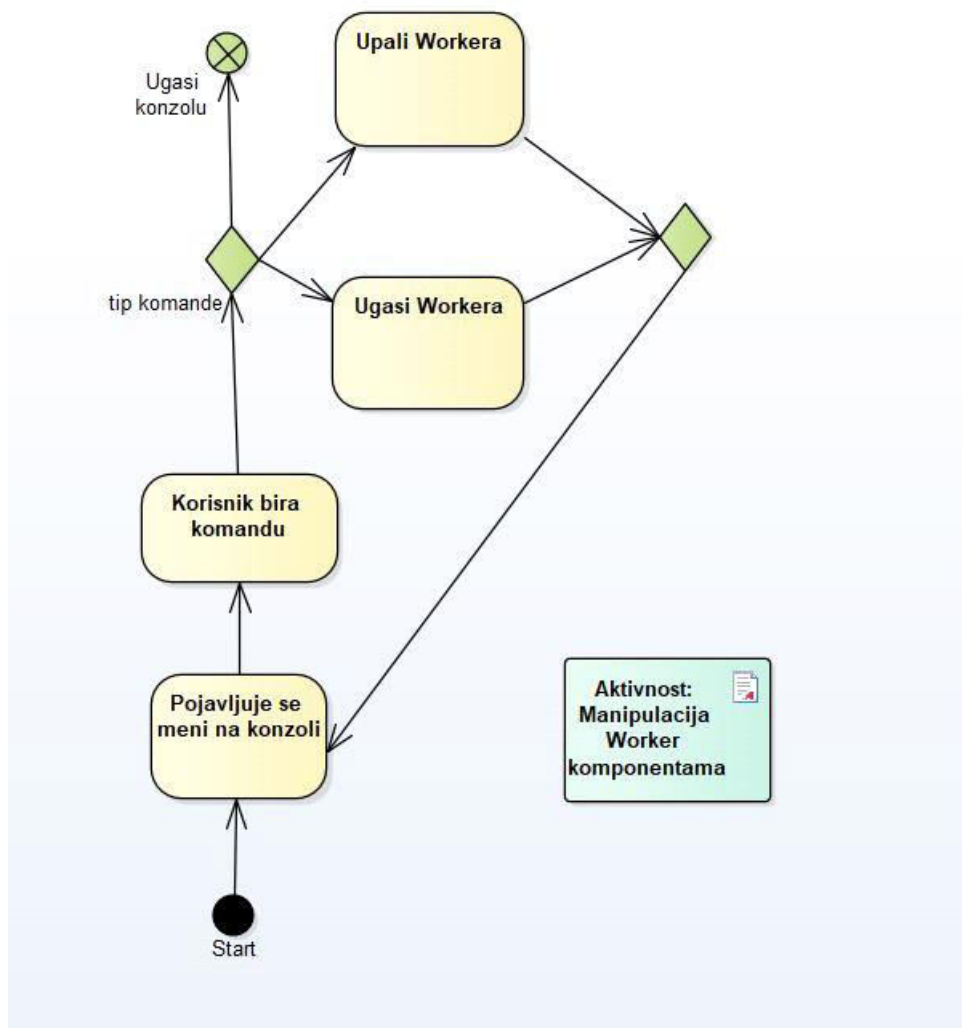 Upali Workera
Ugasi
konzolu
tip komande
Ugasi Workera
Korisnik bira
komandu
Pojavljuje se
meni na konzoli
Aktivnost:
Manipulacija
Worker
komponentama
Start